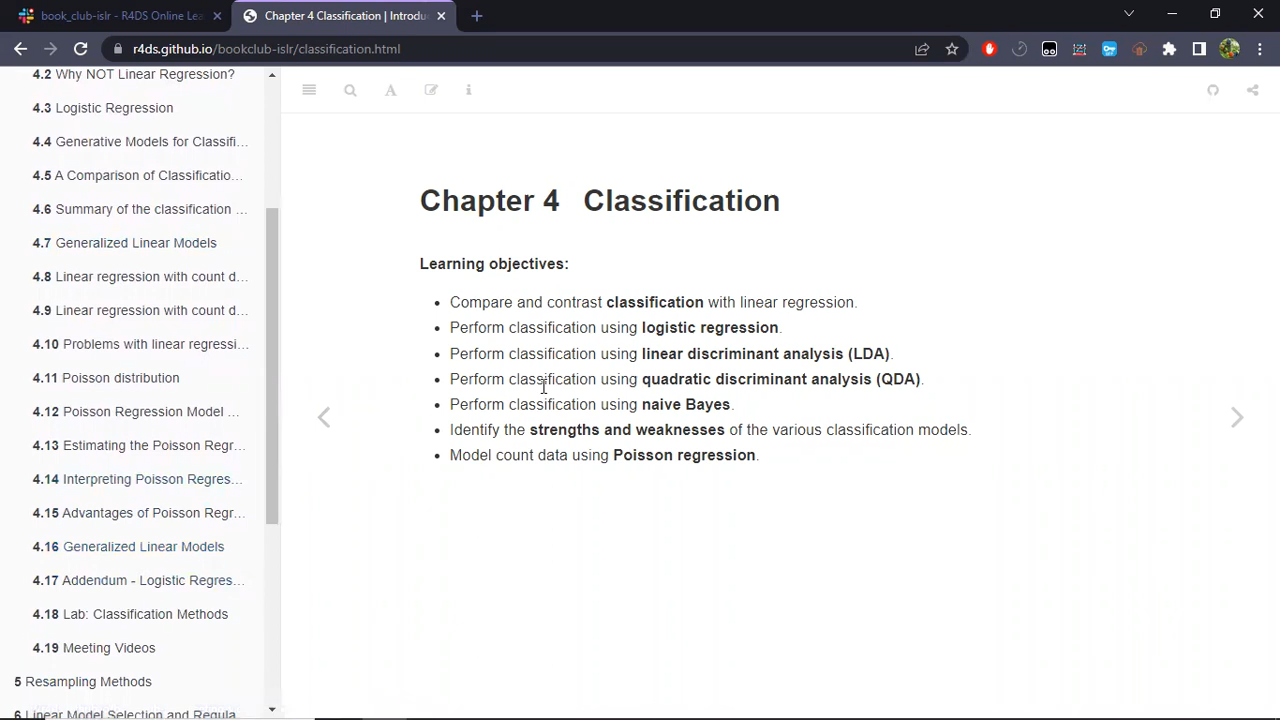 book_club-islr - R4DS Online Lea
Chapter 4 Classification | Introdu
r4ds.github.io/bookclub-islr/classification.html
4.2 Why NOT Linear Regression?
4.3 Logistic Regression
4.4 Generative Models for Classifi...
4.5 A Comparison of Classificatio...
4.6 Summary of the classification ...
4.7 Generalized Linear Models
4.8 Linear regression with count d...
4.9 Linear regression with count d...
4.10 Problems with linear regressi...
4.11 Poisson distribution
4.12 Poisson Regression Model ...
4.13 Estimating the Poisson Regr...
4.14 Interpreting Poisson Regres...
4.15 Advantages of Poisson Regr...
4.16 Generalized Linear Models
4.17 Addendum - Logistic Regres...
4.18 Lab: Classification Methods
4.19 Meeting Videos
5 Resampling Methods
6 Linear Model Selection and Regula
Chapter 4 Classification
Learning objectives:
• Compare and contrast classification with linear regression.
• Perform classification using logistic regression.
• Perform classification using linear discriminant analysis (LDA).
• Perform classification using quadratic discriminant analysis (QDA).
• Perform classification using naive Bayes.
• Identify the strengths and weaknesses of the various classification models.
• Model count data using Poisson regression.